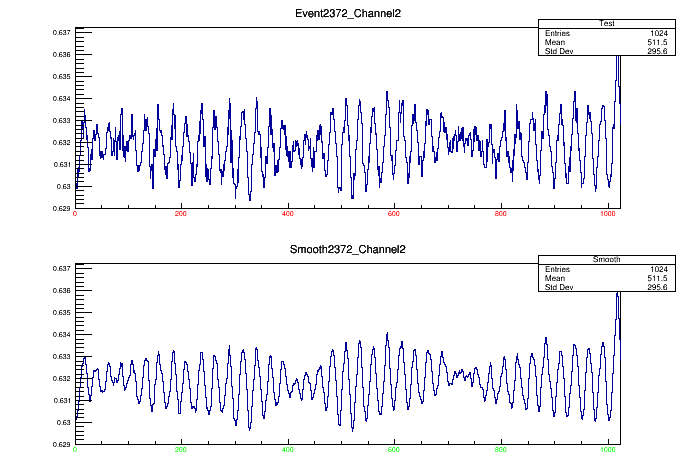 Event2372_Channel2
Test
Entries 1024
Mean 511.5
Std Dev 295.6
0.637
0.636
0.635
0.634
0.633
0.632
0.631
0.63
0.629
0 200 400 600 800 1000
Smooth2372_Channel2
Smooth
Entries 1024
Mean 511.5
Std Dev 295.6
0.637
0.636
0.635
0.634
0.633
0.632
0.631
0.63
0.629
0 200 400 600 800 1000